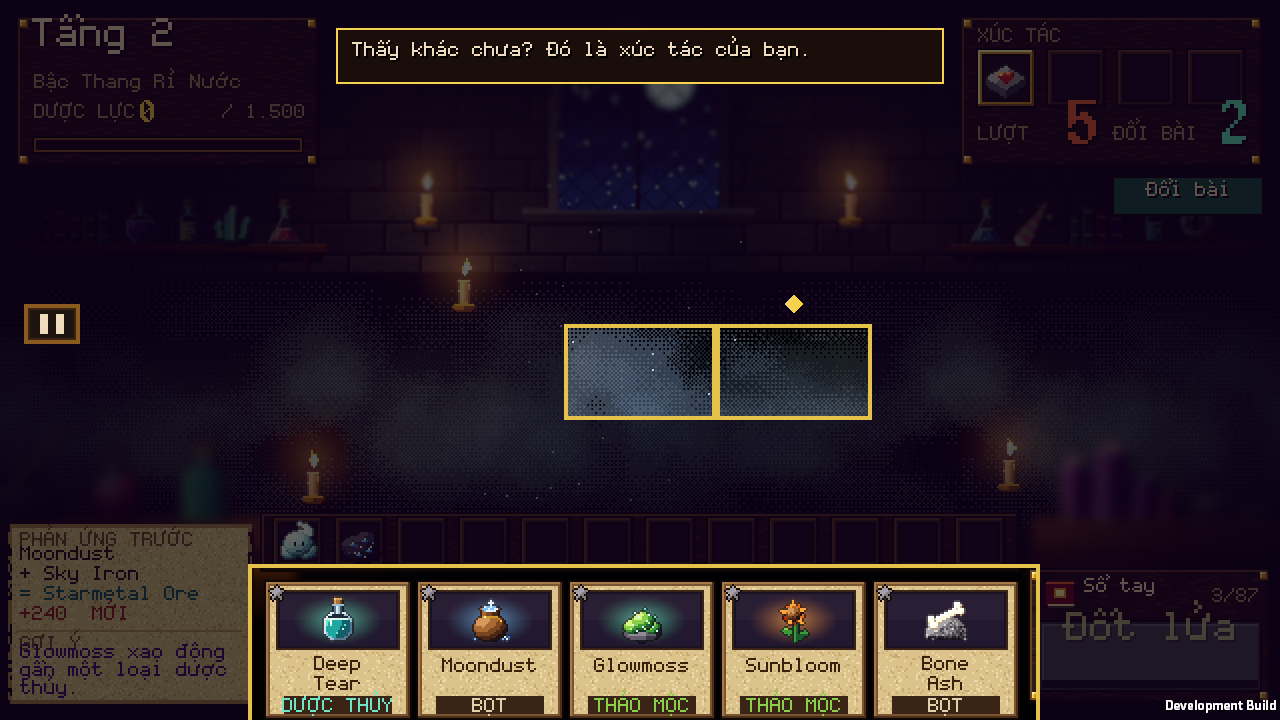 Tầng 2
Bậc Thang Rỉ Nước
DƯỢC LỰC 0 / 1.500
Thấy khác chưa? Đó là xúc tác của bạn.
XÚC TÁC
LƯỢT 5 ĐỔI BÀI 2
Đổi bài
PHẢN ỨNG TRƯỚC
Moondust
+ Sky Iron
= Starmetal Ore
+240 MỚI
GỢI Ý
Glowmoss xao động
gần một loại dược
thủy.
Deep
Tear
DƯỢC THỦY
Moondust
BỘT
Glowmoss
THẢO MỘC
Sunbloom
THẢO MỘC
Bone
Ash
BỘT
Sổ tay
3/87
Đốt lửa
Development Build